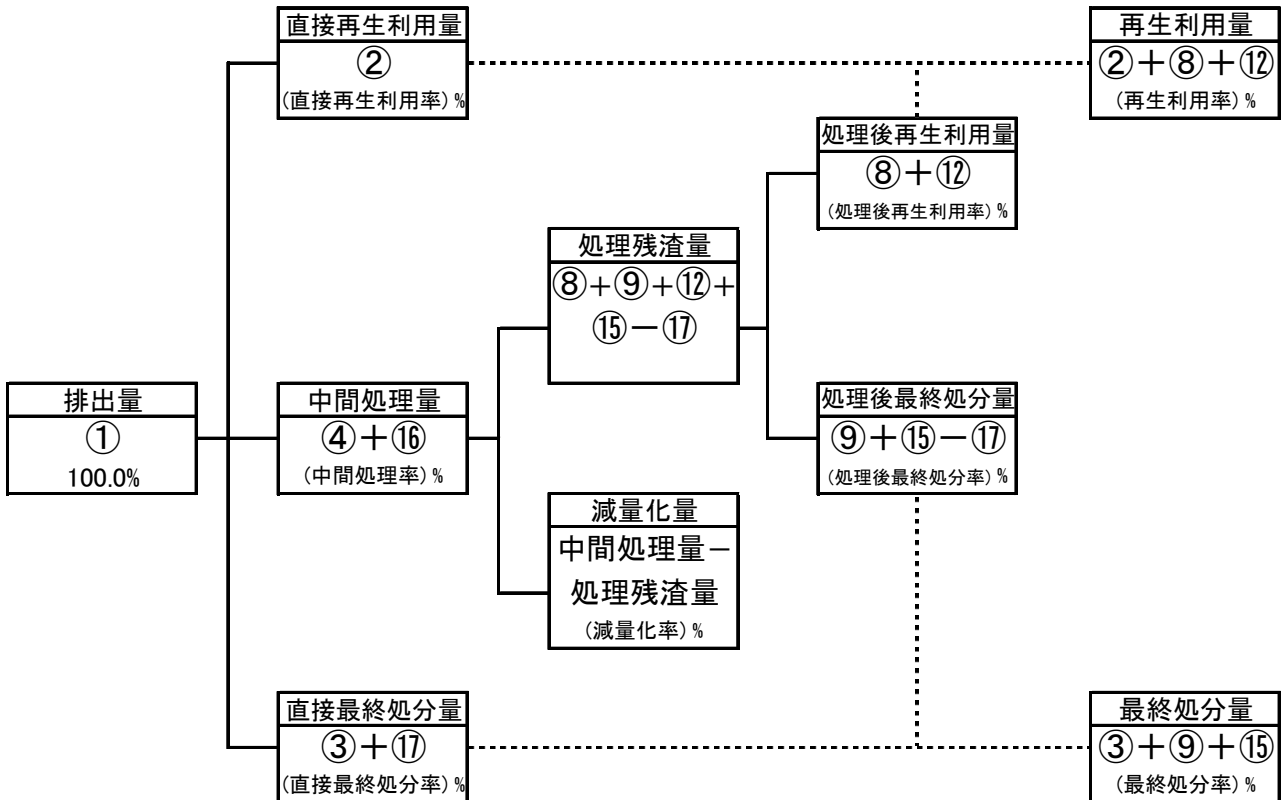 直接再生利用量
②
(直接再生利用率)%
再生利用量
②+⑧+⑫
(再生利用率)%
処理後再生利用量
⑧+⑫
(処理後再生利用率)%
処理残渣量
⑧+⑨+⑫+
⑮-⑰
排出量
①
100.0%
中間処理量
④+⑯
(中間処理率)%
処理後最終処分量
⑨+⑮-⑰
(処理後最終処分率)%
減量化量
中間処理量-
処理残渣量
(減量化率)%
直接最終処分量
③+⑰
(直接最終処分率)%
最終処分量
③+⑨+⑮
(最終処分率)%